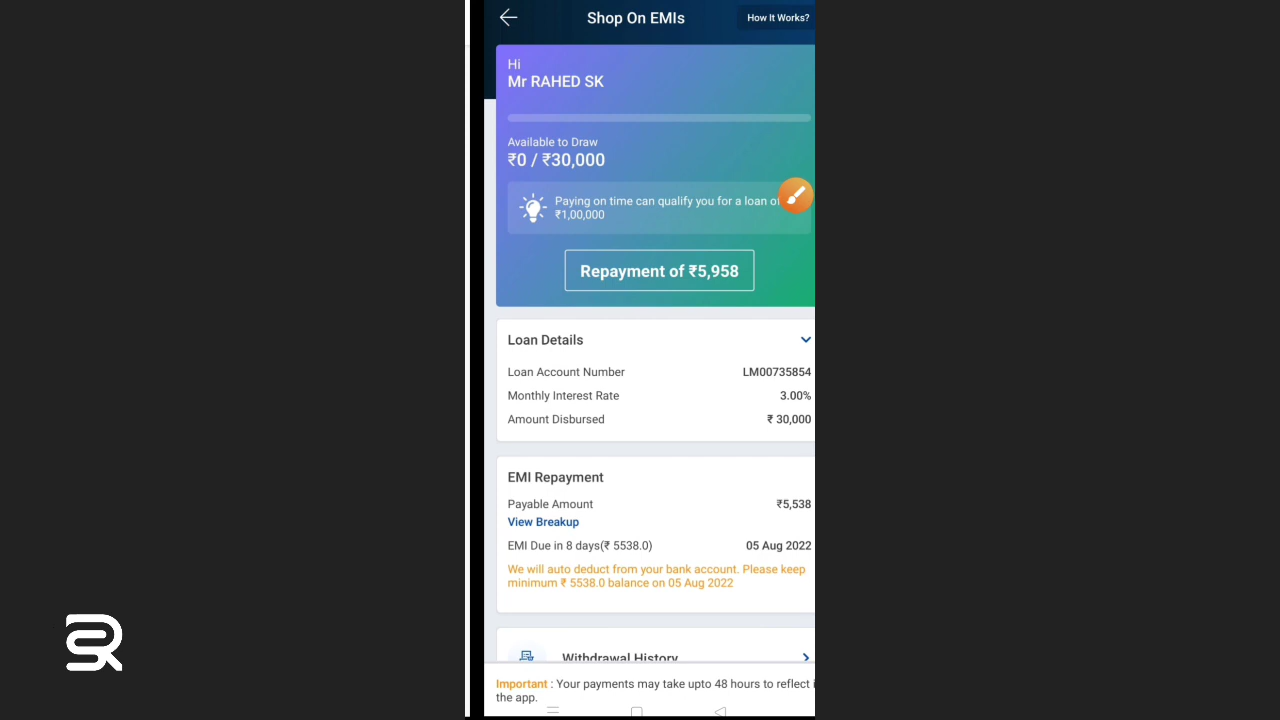 Shop On EMIs
How It Works?
Hi
Mr RAHED SK
Available to Draw
₹0 / ₹30,000
Paying on time can qualify you for a loan of
₹1,00,000
Repayment of ₹5,958
Loan Details
Loan Account Number LM00735854
Monthly Interest Rate 3.00%
Amount Disbursed ₹ 30,000
EMI Repayment
Payable Amount ₹5,538
View Breakup
EMI Due in 8 days(₹ 5538.0) 05 Aug 2022
We will auto deduct from your bank account. Please keep
minimum ₹ 5538.0 balance on 05 Aug 2022
Withdrawal History
Important : Your payments may take upto 48 hours to reflect
the app.